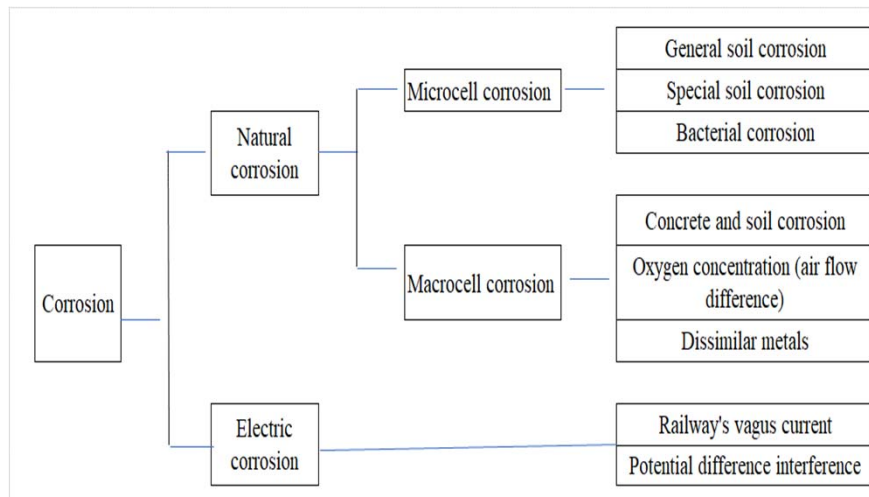 Corrosion
Natural
corrosion
Electric
corrosion
Microcell corrosion
Macrocell corrosion
General soil corrosion
Special soil corrosion
Bacterial corrosion
Concrete and soil corrosion
Oxygen concentration (air flow
difference)
Dissimilar metals
Railway's vagus current
Potential difference interference